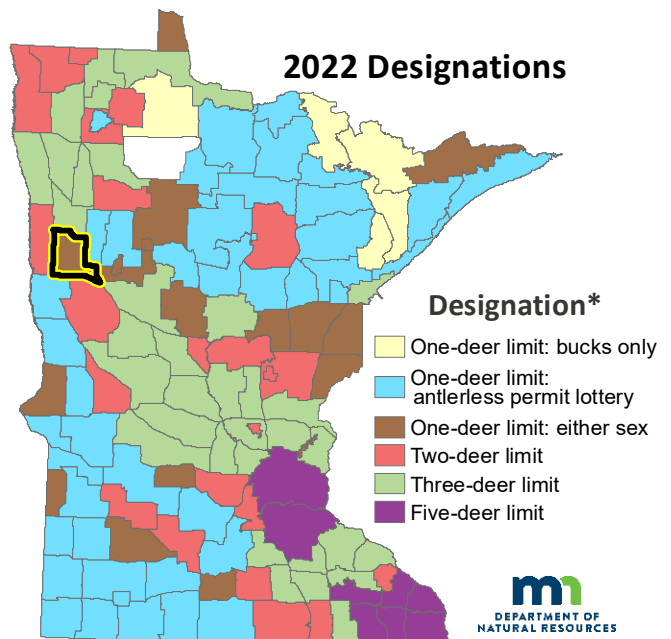 2022 Designations
Designation*
One-deer limit: bucks only
One-deer limit:
antlerless permit lottery
One-deer limit: either sex
Two-deer limit
Three-deer limit
Five-deer limit
DEPARTMENT OF
NATURAL RESOURCES